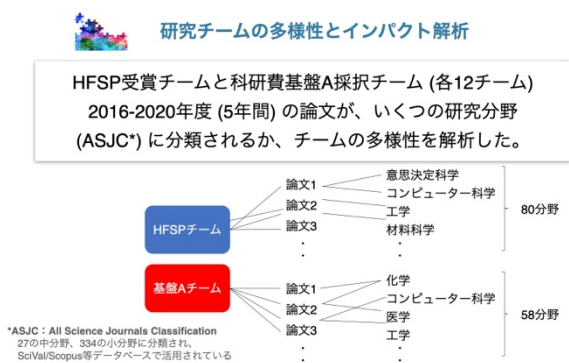 研究チームの多様性とインパクト解析
HFSP受賞チームと科研費基盤A採択チーム (各12チーム)
2016-2020年度 (5年間) の論文が、いくつの研究分野
(ASJC*) に分類されるか、チームの多様性を解析した。
HFSPチーム
論文1
論文2
論文3
・
・
意思決定科学
コンピューター科学
工学
材料科学
・
・
80分野
基盤Aチーム
論文1
論文2
論文3
・
・
化学
コンピューター科学
医学
工学
・
・
58分野
*ASJC：All Science Journals Classification
27の中分野、334の小分野に分類され、
SciVal/Scopus等データベースで活用されている